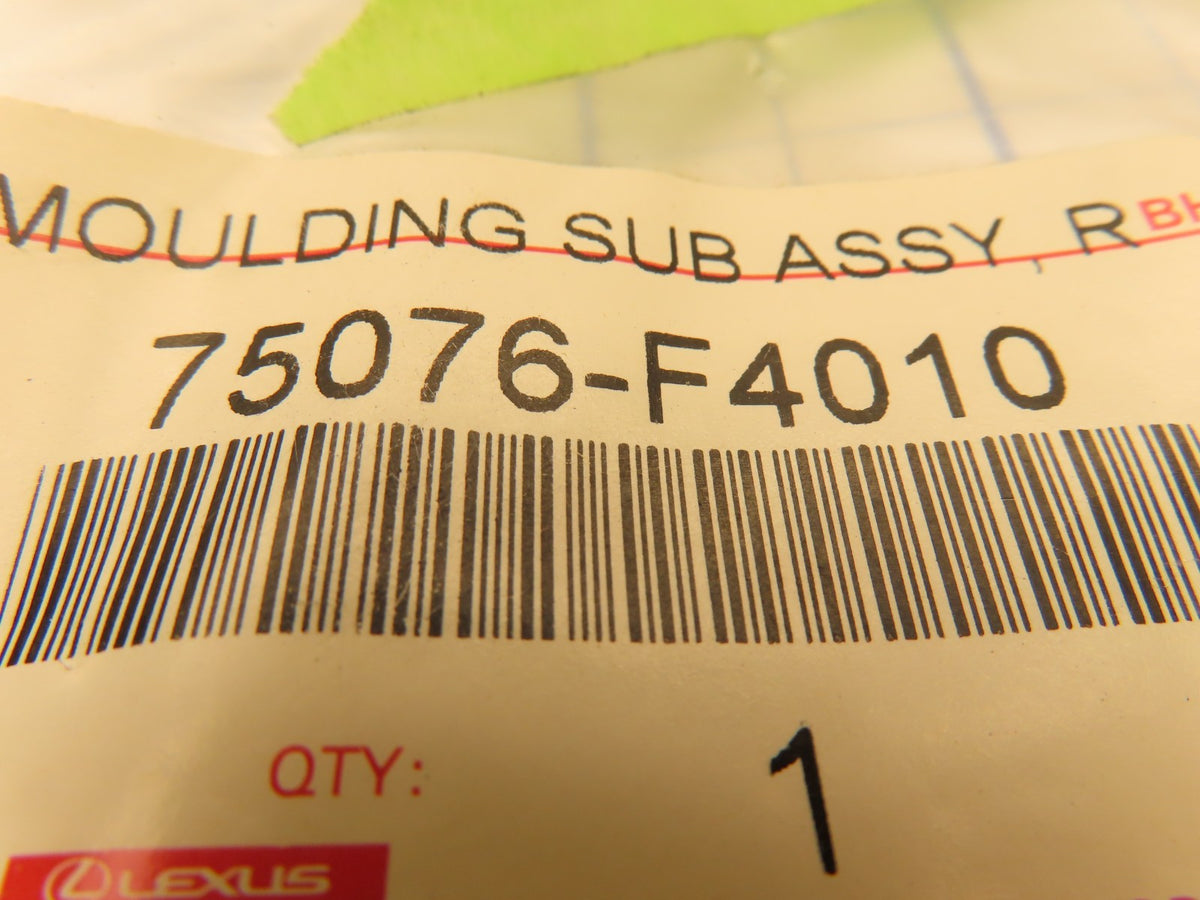 MOULDING SUB ASSY, R
75076-F4010
QTY: 1
LEXUS